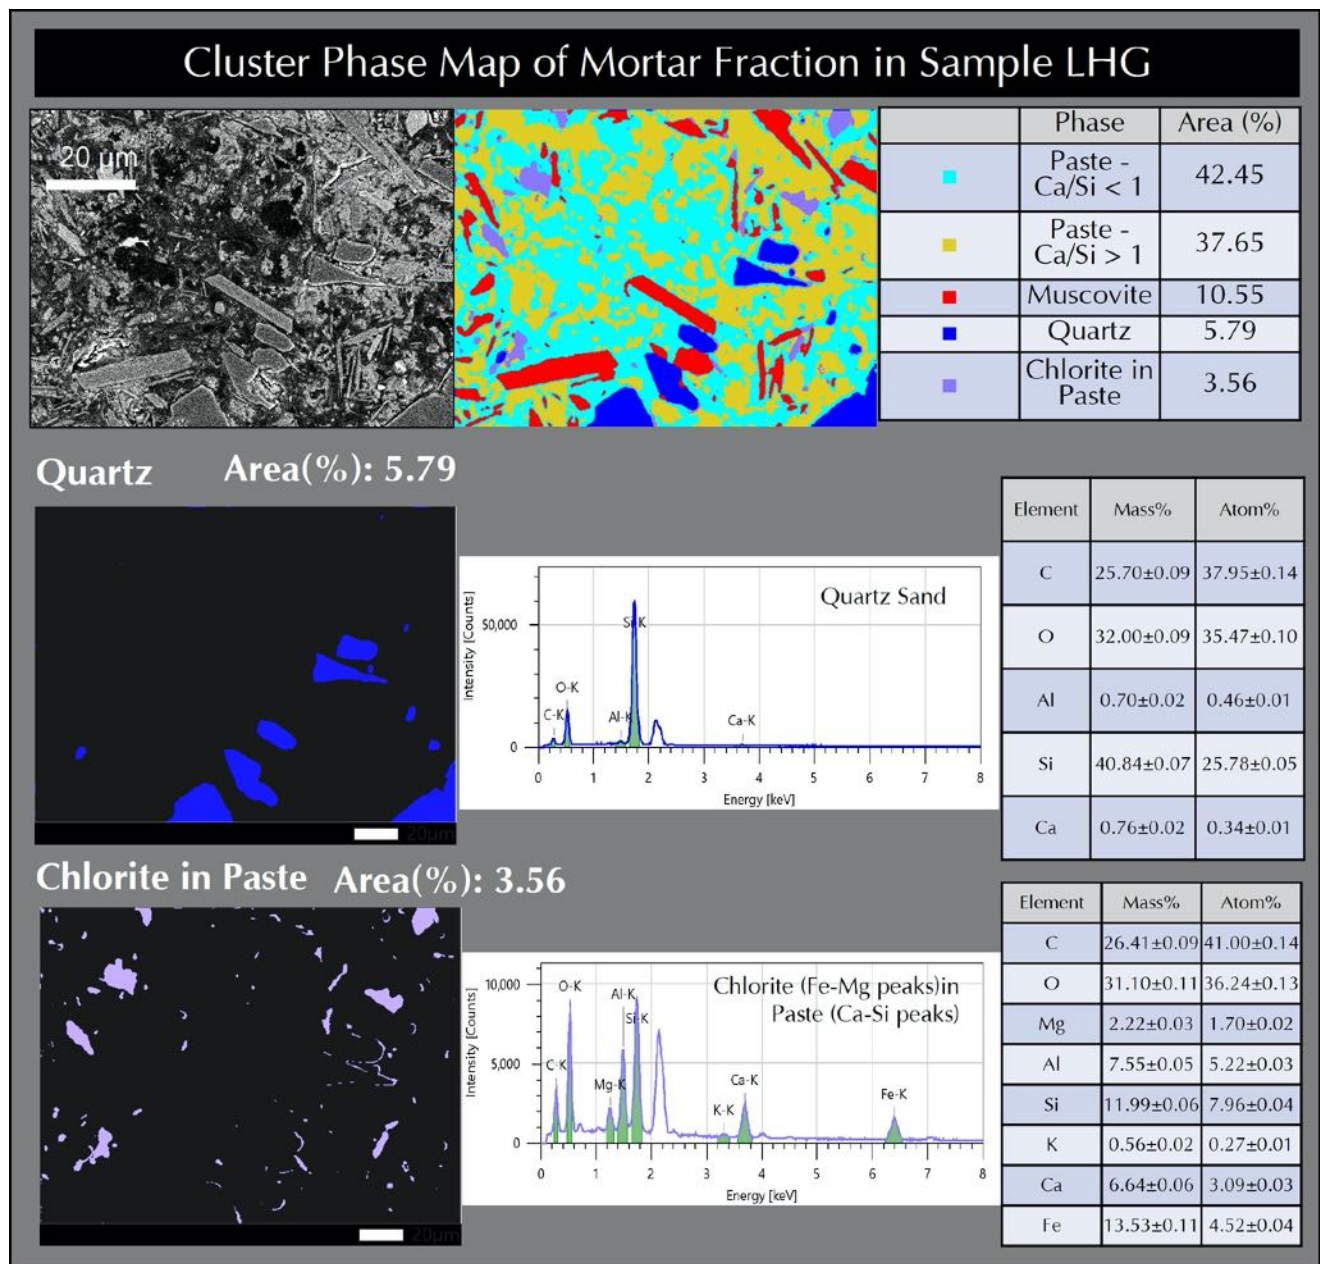 Cluster Phase Map of Mortar Fraction in Sample LHG
20 µm
Phase Area (%)
Paste -
Ca/Si < 1 42.45
Paste -
Ca/Si > 1 37.65
Muscovite 10.55
Quartz 5.79
Chlorite in
Paste 3.56
Quartz Area(%): 5.79
20µm
Quartz Sand
Intensity [Counts]
50,000
0
C-K
O-K
Al-K
Si-K
Ca-K
0 1 2 3 4 5 6 7 8
Energy [keV]
Element Mass% Atom%
C 25.70±0.09 37.95±0.14
O 32.00±0.09 35.47±0.10
Al 0.70±0.02 0.46±0.01
Si 40.84±0.07 25.78±0.05
Ca 0.76±0.02 0.34±0.01
Chlorite in Paste Area(%): 3.56
20µm
Chlorite (Fe-Mg peaks)in
Paste (Ca-Si peaks)
Intensity [Counts]
10,000
5,000
0
C-K
O-K
Mg-K
Al-K
Si-K
K-K
Ca-K
Fe-K
0 1 2 3 4 5 6 7 8
Energy [keV]
Element Mass% Atom%
C 26.41±0.09 41.00±0.14
O 31.10±0.11 36.24±0.13
Mg 2.22±0.03 1.70±0.02
Al 7.55±0.05 5.22±0.03
Si 11.99±0.06 7.96±0.04
K 0.56±0.02 0.27±0.01
Ca 6.64±0.06 3.09±0.03
Fe 13.53±0.11 4.52±0.04